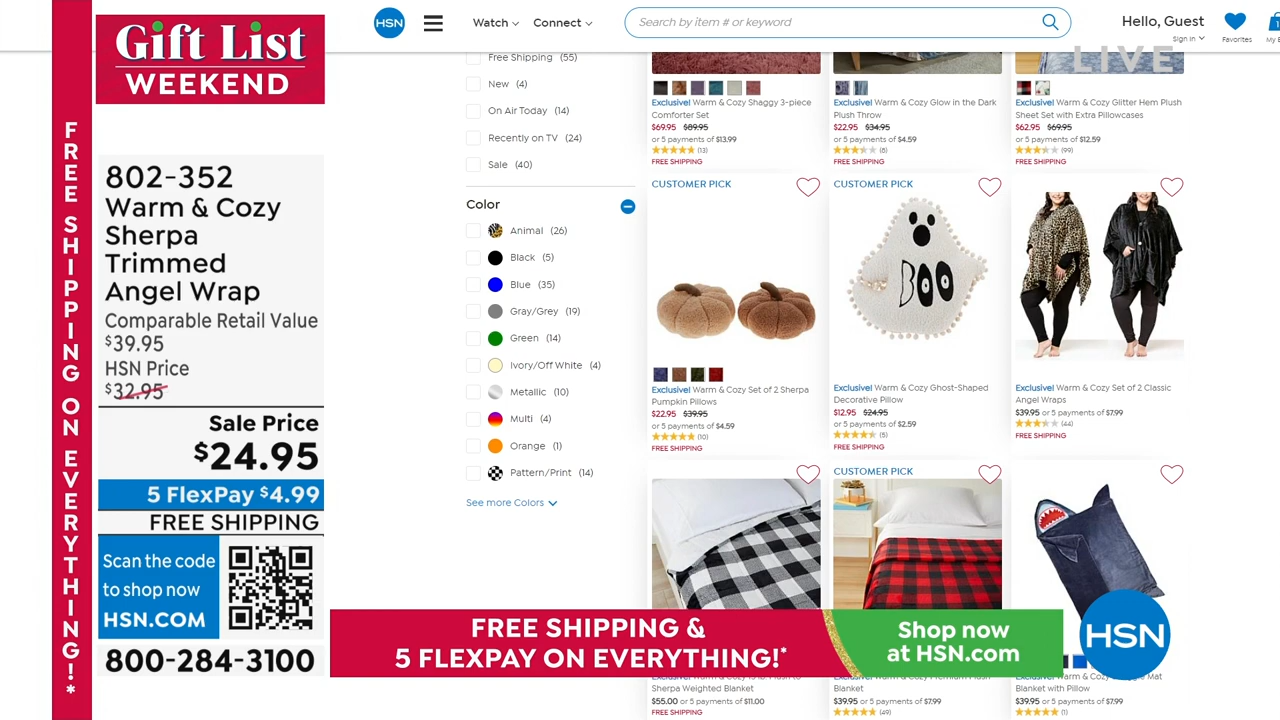 Gift List
WEEKEND
FREE SHIPPING ON EVERYTHING!*
802-352
Warm & Cozy
Sherpa
Trimmed
Angel Wrap
Comparable Retail Value
$39.95
HSN Price
$32.95
Sale Price
$24.95
5 FlexPay $4.99
FREE SHIPPING
Scan the code
to shop now
HSN.COM
800-284-3100
HSN
Watch
Connect
Search by item # or keyword
Hello, Guest
Sign In
Favorites
LIVE
Free Shipping (55)
New (4)
On Air Today (14)
Recently on TV (24)
Sale (40)
Color
Animal (26)
Black (5)
Blue (35)
Gray/Grey (19)
Green (14)
Ivory/Off White (4)
Metallic (10)
Multi (4)
Orange (1)
Pattern/Print (14)
See more Colors
Exclusive! Warm & Cozy Shaggy 3-piece
Comforter Set
$69.95 $89.95
or 5 payments of $13.99
(13)
FREE SHIPPING
Exclusive! Warm & Cozy Glow in the Dark
Plush Throw
$22.95 $34.95
or 5 payments of $4.59
(8)
FREE SHIPPING
Exclusive! Warm & Cozy Glitter Hem Plush
Sheet Set with Extra Pillowcases
$62.95 $69.95
or 5 payments of $12.59
(99)
FREE SHIPPING
CUSTOMER PICK
Exclusive! Warm & Cozy Set of 2 Sherpa
Pumpkin Pillows
$22.95 $39.95
or 5 payments of $4.59
(10)
FREE SHIPPING
CUSTOMER PICK
BOO
Exclusive! Warm & Cozy Ghost-Shaped
Decorative Pillow
$12.95 $24.95
or 5 payments of $2.59
(5)
FREE SHIPPING
Exclusive! Warm & Cozy Set of 2 Classic
Angel Wraps
$39.95 or 5 payments of $7.99
(44)
FREE SHIPPING
CUSTOMER PICK
Sherpa Weighted Blanket
$55.00 or 5 payments of $11.00
FREE SHIPPING
Blanket
$39.95 or 5 payments of $7.99
(49)
Blanket with Pillow
$39.95 or 5 payments of $7.99
(1)
FREE SHIPPING &
5 FLEXPAY ON EVERYTHING!*
Shop now
at HSN.com
HSN